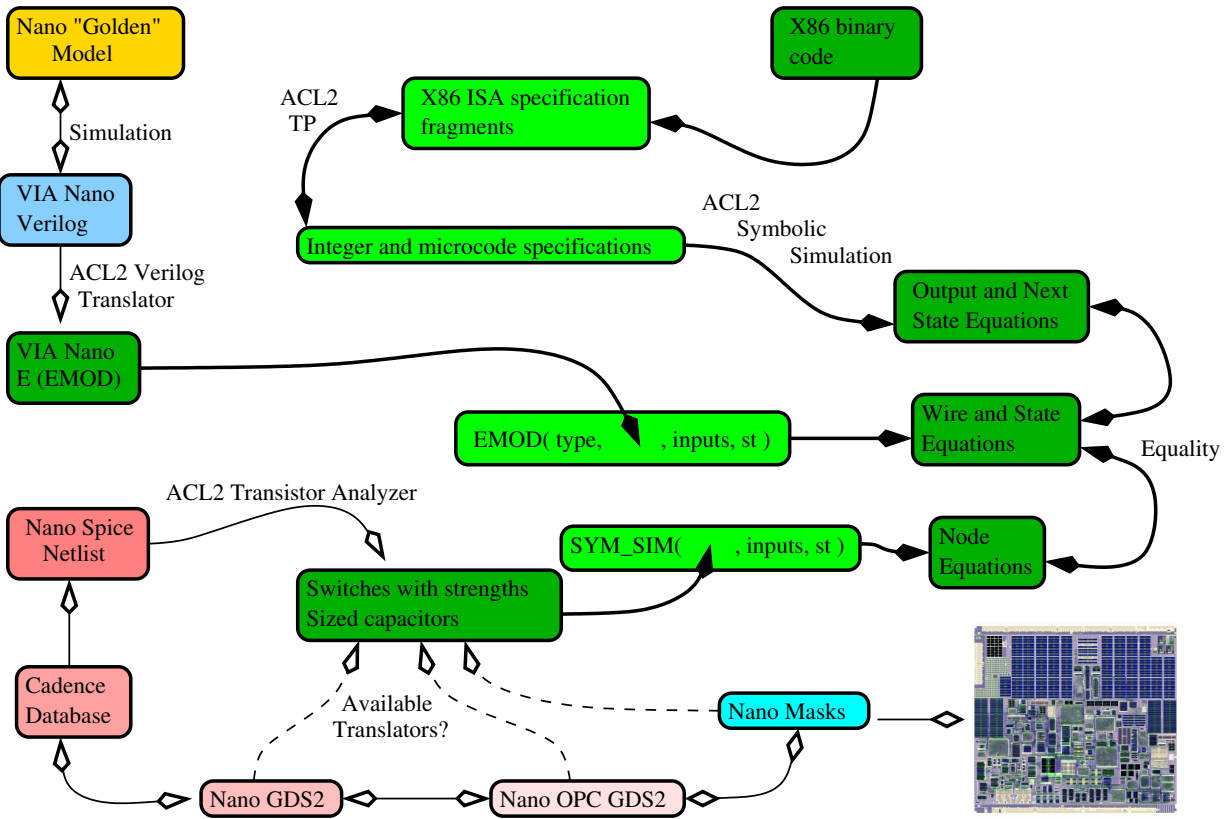 Nano "Golden"
Model
X86 binary
code
ACL2
TP
X86 ISA specification
fragments
Simulation
VIA Nano
Verilog
ACL2
Symbolic
Simulation
Integer and microcode specifications
ACL2 Verilog
Translator
Output and Next
State Equations
VIA Nano
E (EMOD)
EMOD( type, , inputs, st )
Wire and State
Equations
Equality
ACL2 Transistor Analyzer
Nano Spice
Netlist
SYM_SIM( , inputs, st )
Node
Equations
Switches with strengths
Sized capacitors
Cadence
Database
Available
Translators?
Nano Masks
Nano GDS2
Nano OPC GDS2